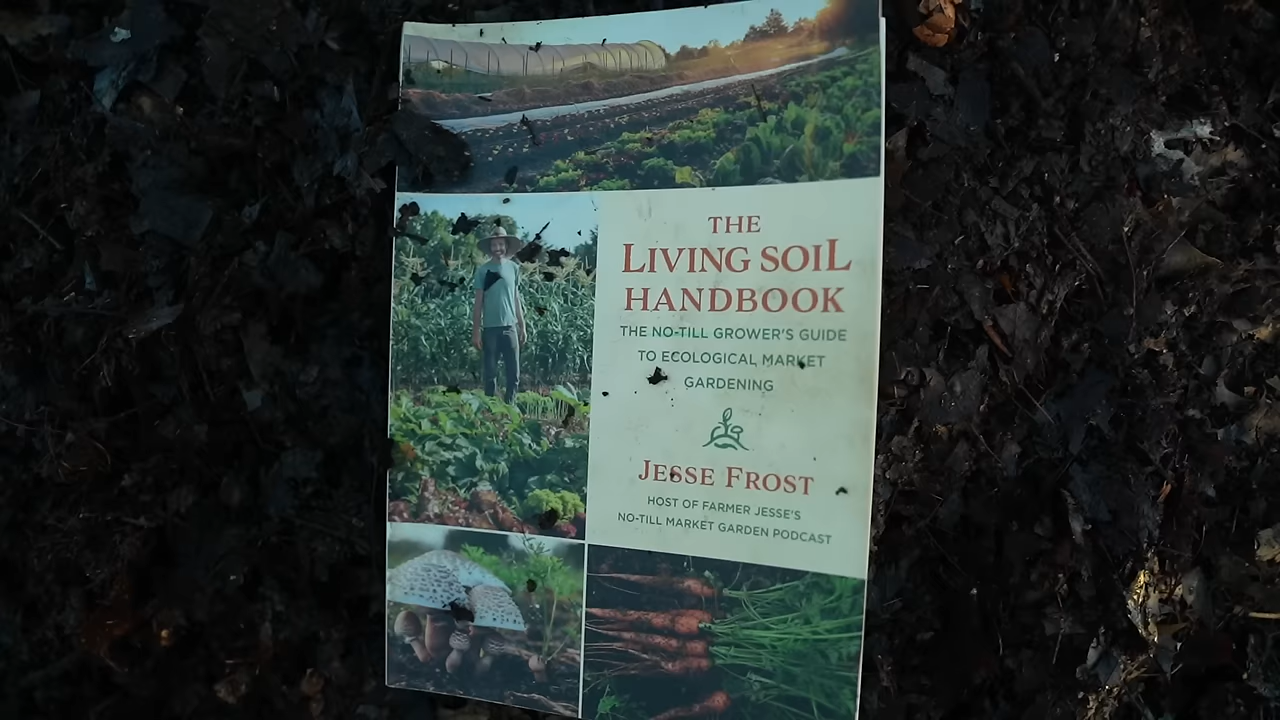 THE
LIVING SOIL
HANDBOOK
THE NO-TILL GROWER'S GUIDE
TO ECOLOGICAL MARKET
GARDENING
JESSE FROST
HOST OF FARMER JESSE'S
NO-TILL MARKET GARDEN PODCAST